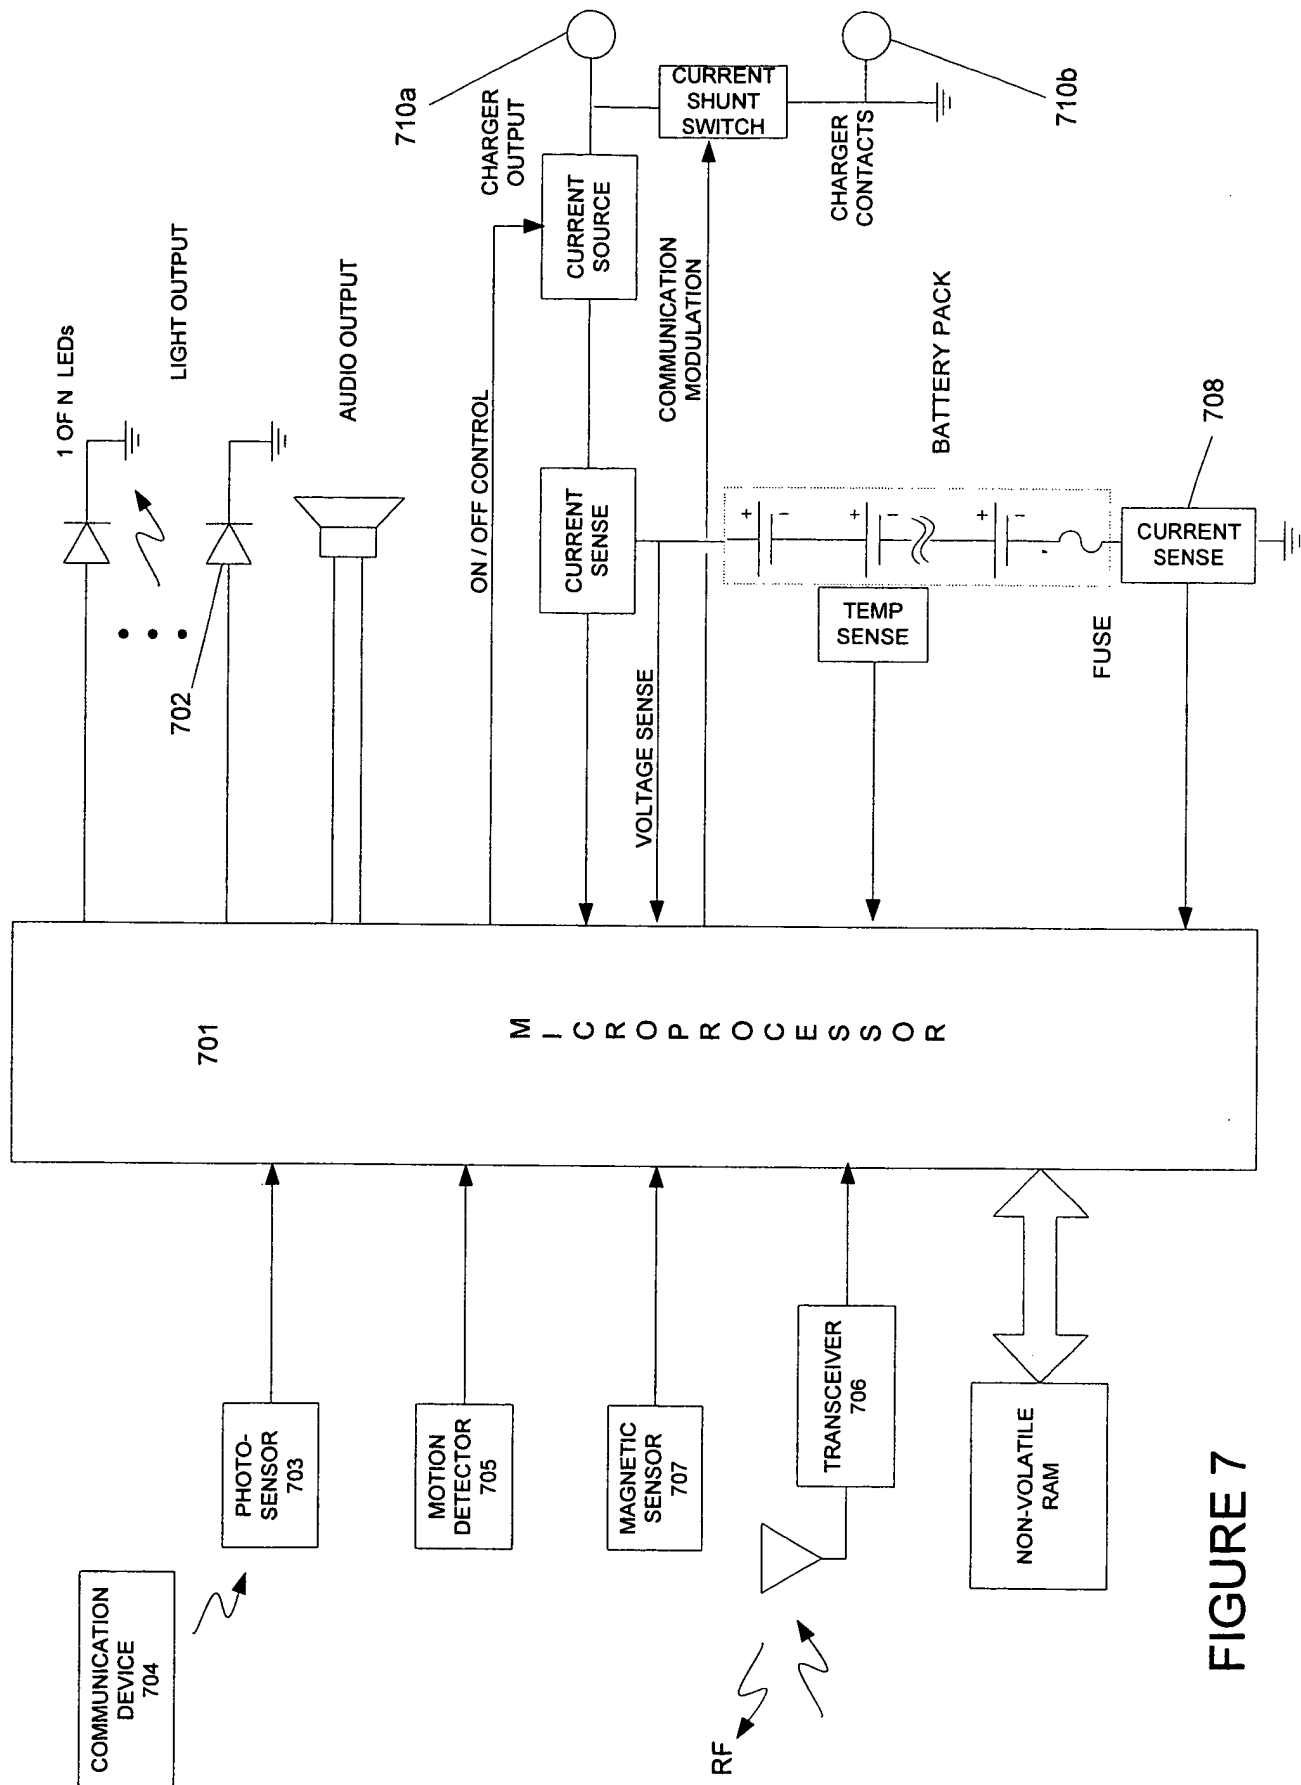 COMMUNICATION
DEVICE
704
PHOTO-
SENSOR
703
MOTION
DETECTOR
705
MAGNETIC
SENSOR
707
RF
TRANSCEIVER
706
NON-VOLATILE
RAM
701
MICROPROCESSOR
1 OF N LEDs
LIGHT OUTPUT
702
AUDIO OUTPUT
ON / OFF CONTROL
CHARGER
OUTPUT
710a
CURRENT
SENSE
CURRENT
SOURCE
CURRENT
SHUNT
SWITCH
VOLTAGE SENSE
COMMUNICATION
MODULATION
CHARGER
CONTACTS
710b
+
-
+
-
+
-
BATTERY PACK
TEMP
SENSE
FUSE
CURRENT
SENSE
708
FIGURE 7